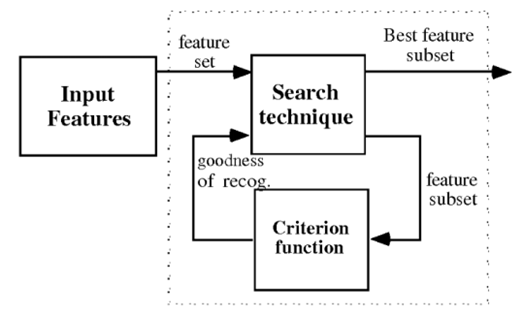 Input
Features
feature
set
Search
technique
Best feature
subset
goodness
of recog.
feature
subset
Criterion
function